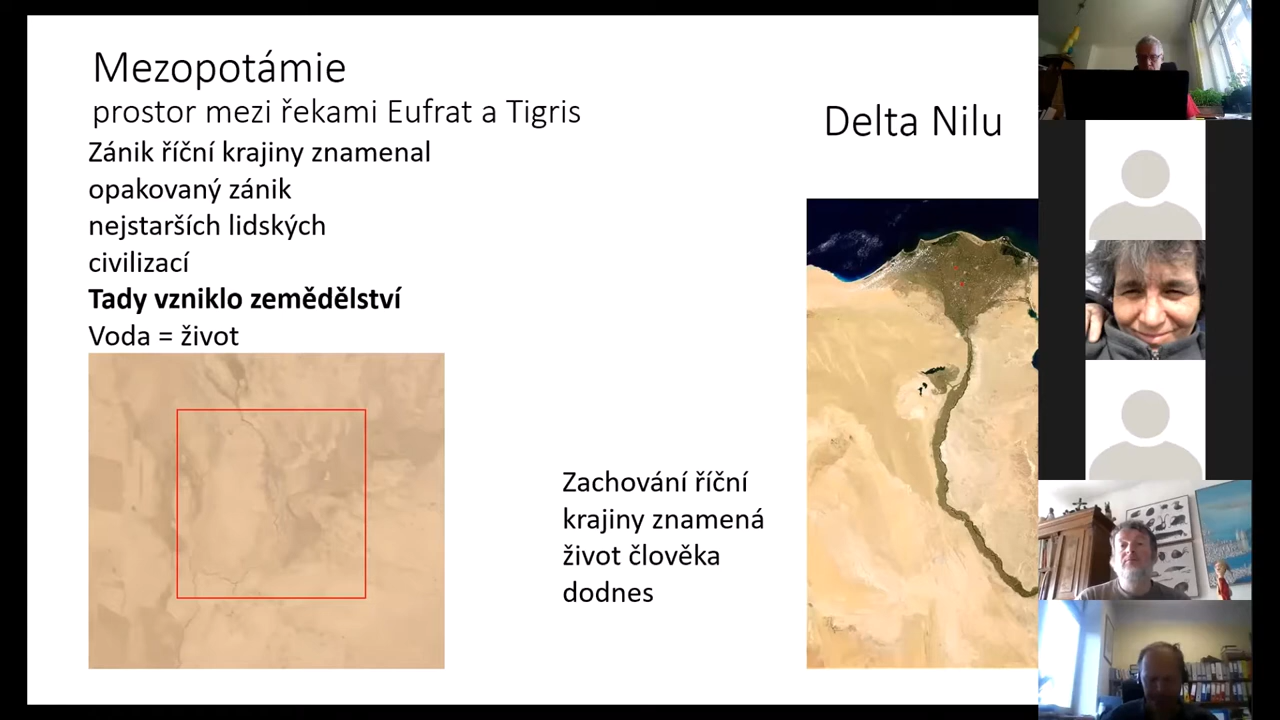 Mezopotámie
prostor mezi řekami Eufrat a Tigris
Zánik říční krajiny znamenal
opakovaný zánik
nejstarších lidských
civilizací
Tady vzniklo zemědělství
Voda = život
Delta Nilu
Zachování říční
krajiny znamená
život člověka
dodnes